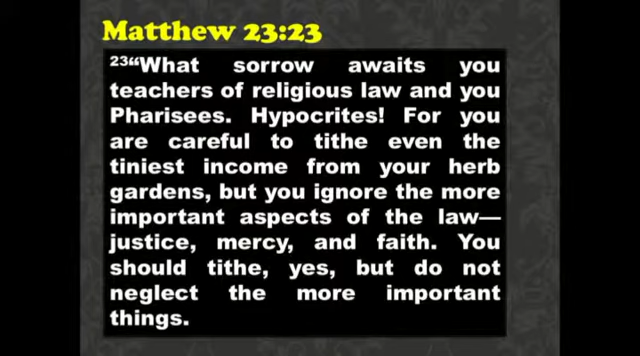 Matthew 23:23
23“What sorrow awaits you
teachers of religious law and you
Pharisees. Hypocrites! For you
are careful to tithe even the
tiniest income from your herb
gardens, but you ignore the more
important aspects of the law—
justice, mercy, and faith. You
should tithe, yes, but do not
neglect the more important
things.